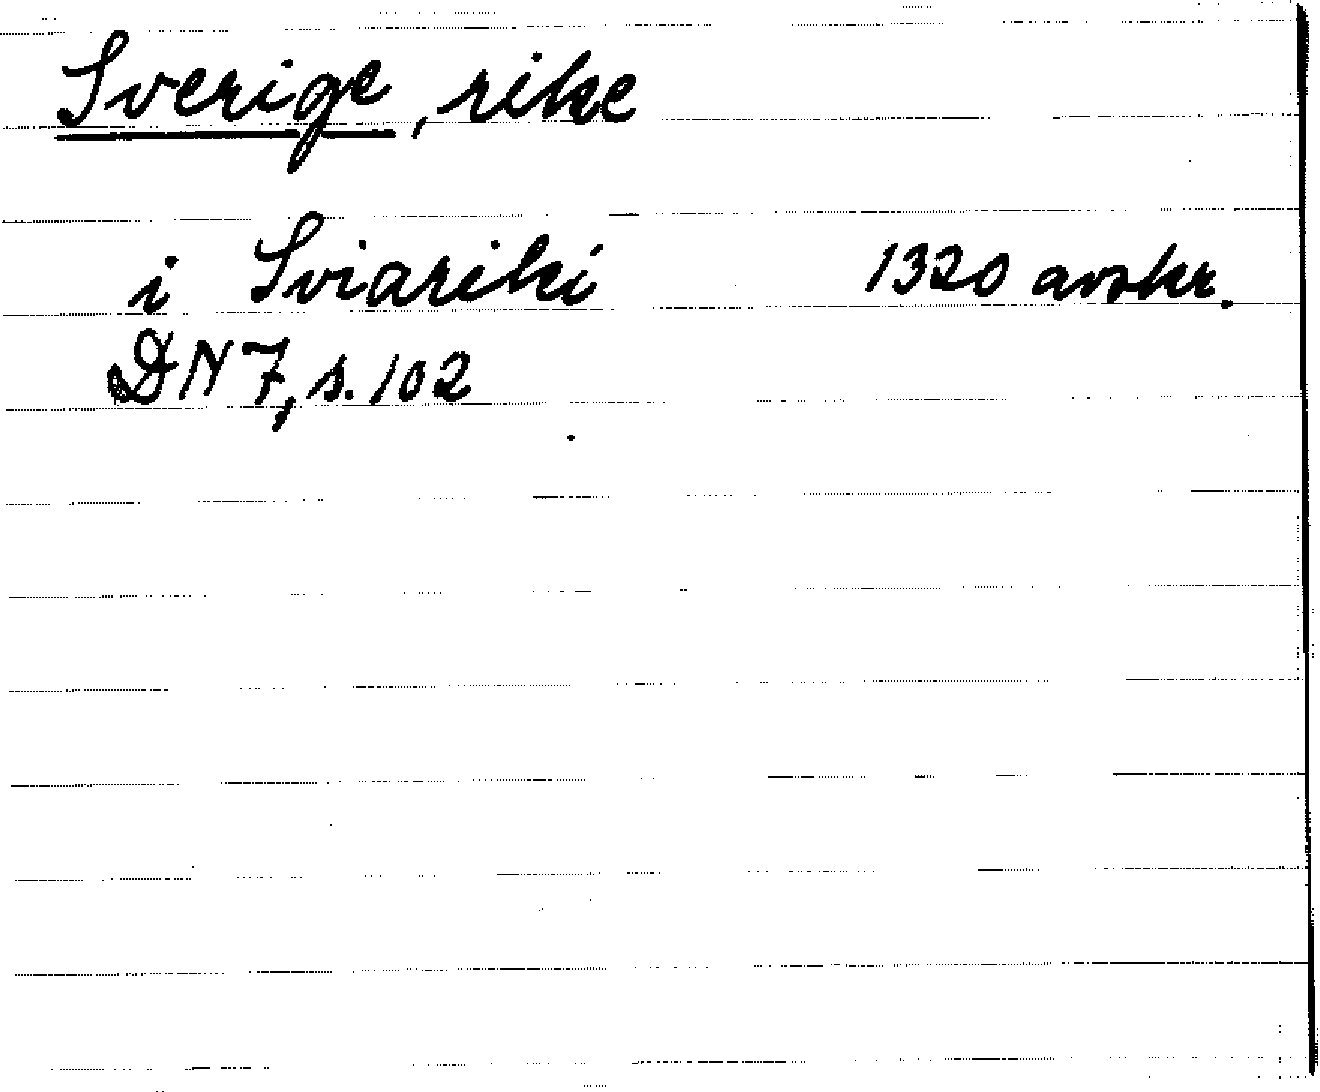 Sverige, rike
i Sviariki 1320 avskr.
DN 7, s. 102